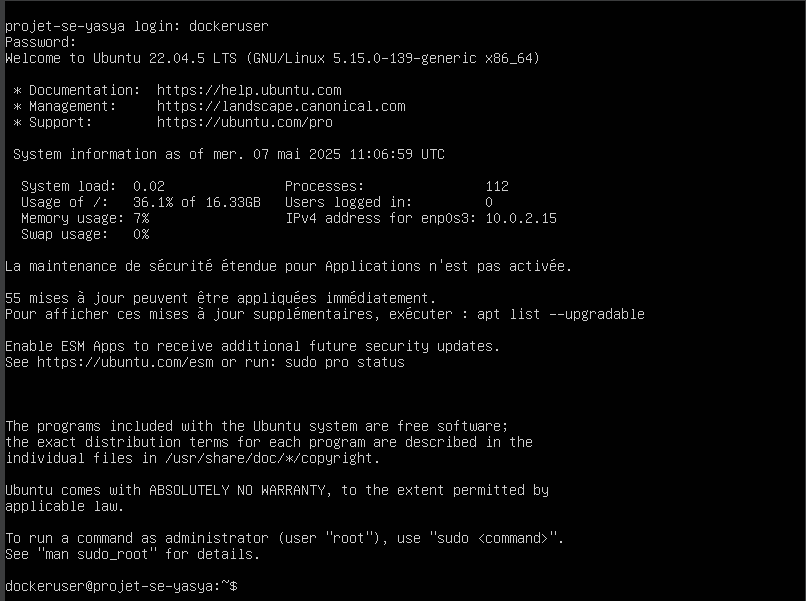 projet-se-yasya login: dockeruser
Password:
Welcome to Ubuntu 22.04.5 LTS (GNU/Linux 5.15.0-139-generic x86_64)
* Documentation:  https://help.ubuntu.com
* Management:     https://landscape.canonical.com
* Support:        https://ubuntu.com/pro
System information as of mer. 07 mai 2025 11:06:59 UTC
System load:  0.02               Processes:               112
Usage of /:   36.1% of 16.33GB   Users logged in:         0
Memory usage: 7%                 IPv4 address for enp0s3: 10.0.2.15
Swap usage:   0%
La maintenance de sécurité étendue pour Applications n'est pas activée.
55 mises à jour peuvent être appliquées immédiatement.
Pour afficher ces mises à jour supplémentaires, exécuter : apt list --upgradable
Enable ESM Apps to receive additional future security updates.
See https://ubuntu.com/esm or run: sudo pro status
The programs included with the Ubuntu system are free software;
the exact distribution terms for each program are described in the
individual files in /usr/share/doc/*/copyright.
Ubuntu comes with ABSOLUTELY NO WARRANTY, to the extent permitted by
applicable law.
To run a command as administrator (user "root"), use "sudo <command>".
See "man sudo_root" for details.
dockeruser@projet-se-yasya:~$